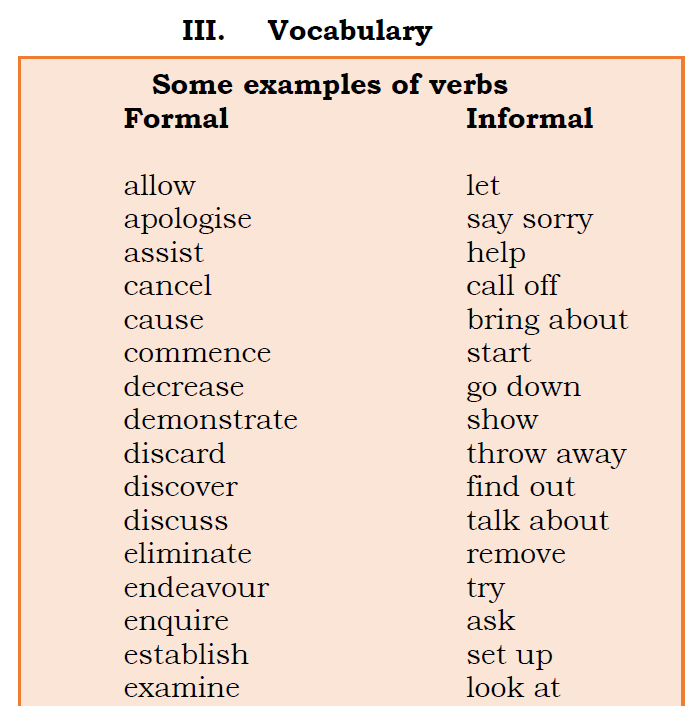 III. Vocabulary
Some examples of verbs
Formal Informal
allow let
apologise say sorry
assist help
cancel call off
cause bring about
commence start
decrease go down
demonstrate show
discard throw away
discover find out
discuss talk about
eliminate remove
endeavour try
enquire ask
establish set up
examine look at